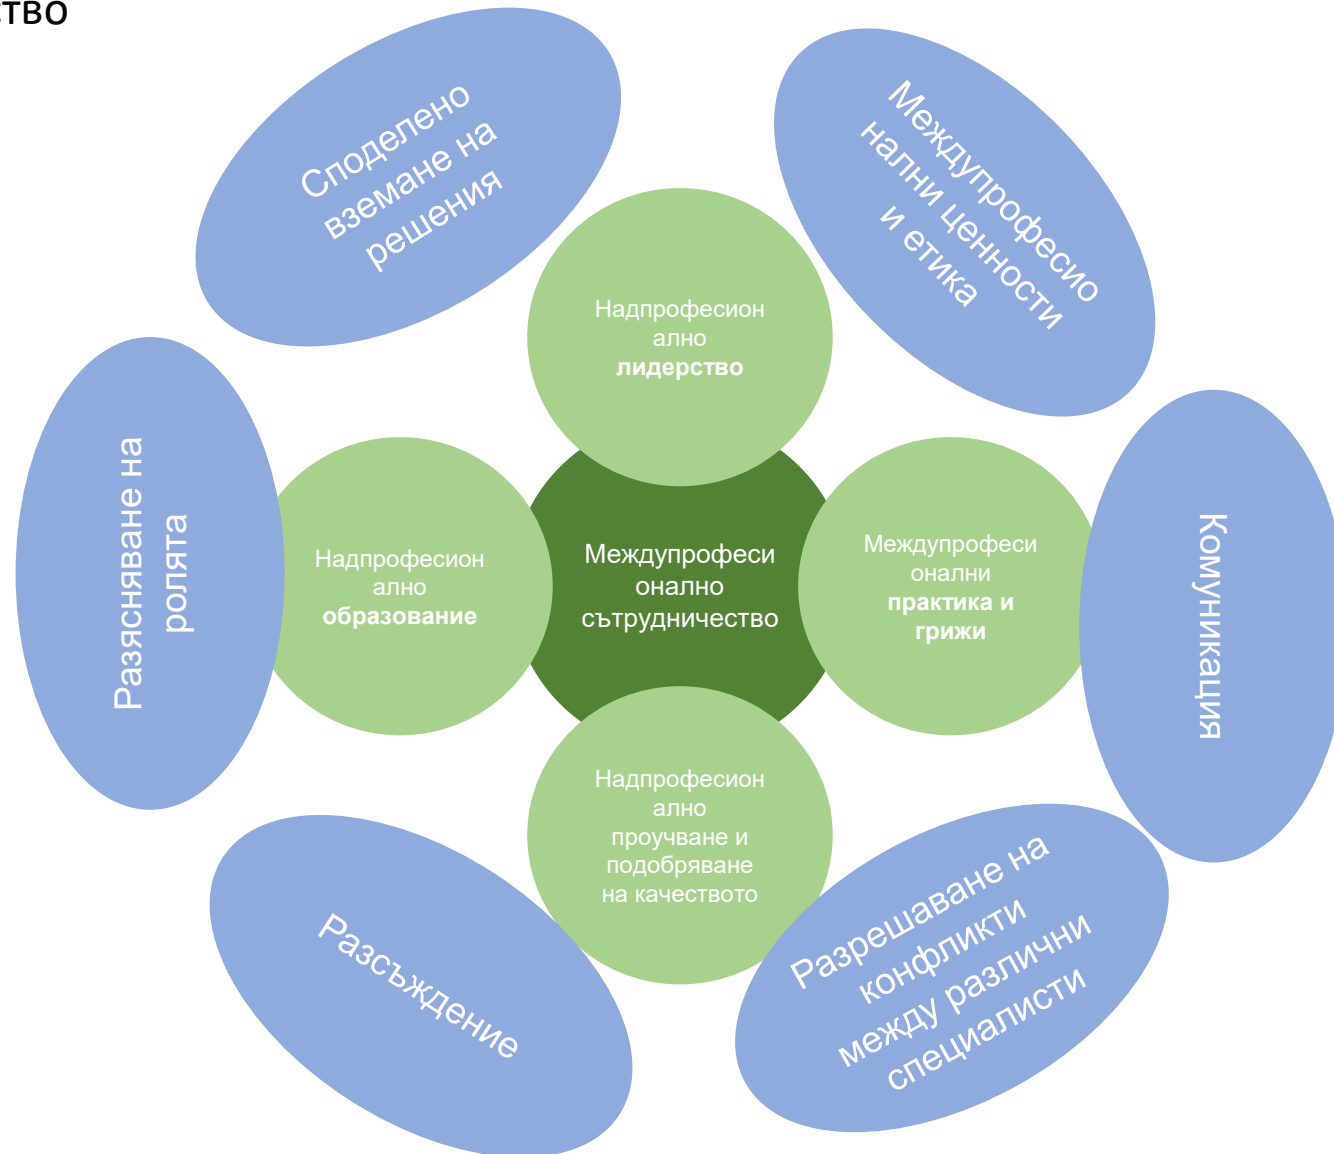 ство
Споделено
вземане на
решения
Междупрофесио
нални ценности
и етика
Надпрофесион
ално
лидерство
Разясняване на
ролята
Надпрофесион
ално
образование
Междупрофеси
онално
сътрудничество
Междупрофеси
онални
практика и
грижи
Комуникация
Надпрофесион
ално
проучване и
подобряване
на качеството
Разсъждение
Разрешаване на
конфликти
между различни
специалисти